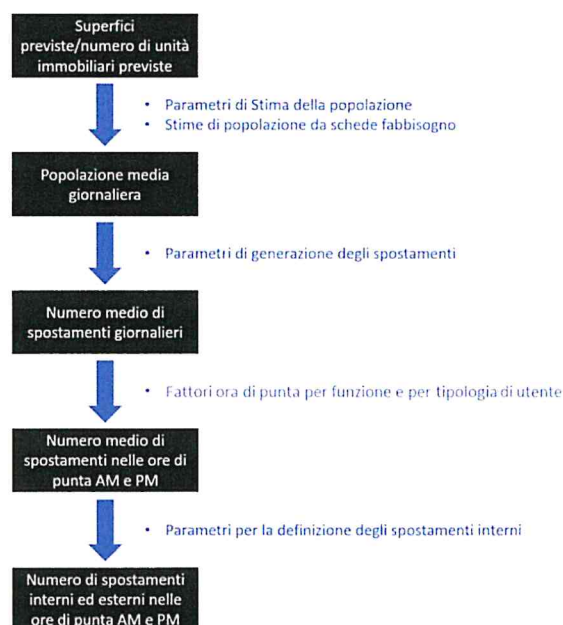 Superfici
previste/numero di unità
immobiliari previste
• Parametri di Stima della popolazione
• Stime di popolazione da schede fabbisogno
Popolazione media
giornaliera
• Parametri di generazione degli spostamenti
Numero medio di
spostamenti giornalieri
• Fattori ora di punta per funzione e per tipologia di utente
Numero medio di
spostamenti nelle ore di
punta AM e PM
• Parametri per la definizione degli spostamenti interni
Numero di spostamenti
interni ed esterni nelle
ore di punta AM e PM